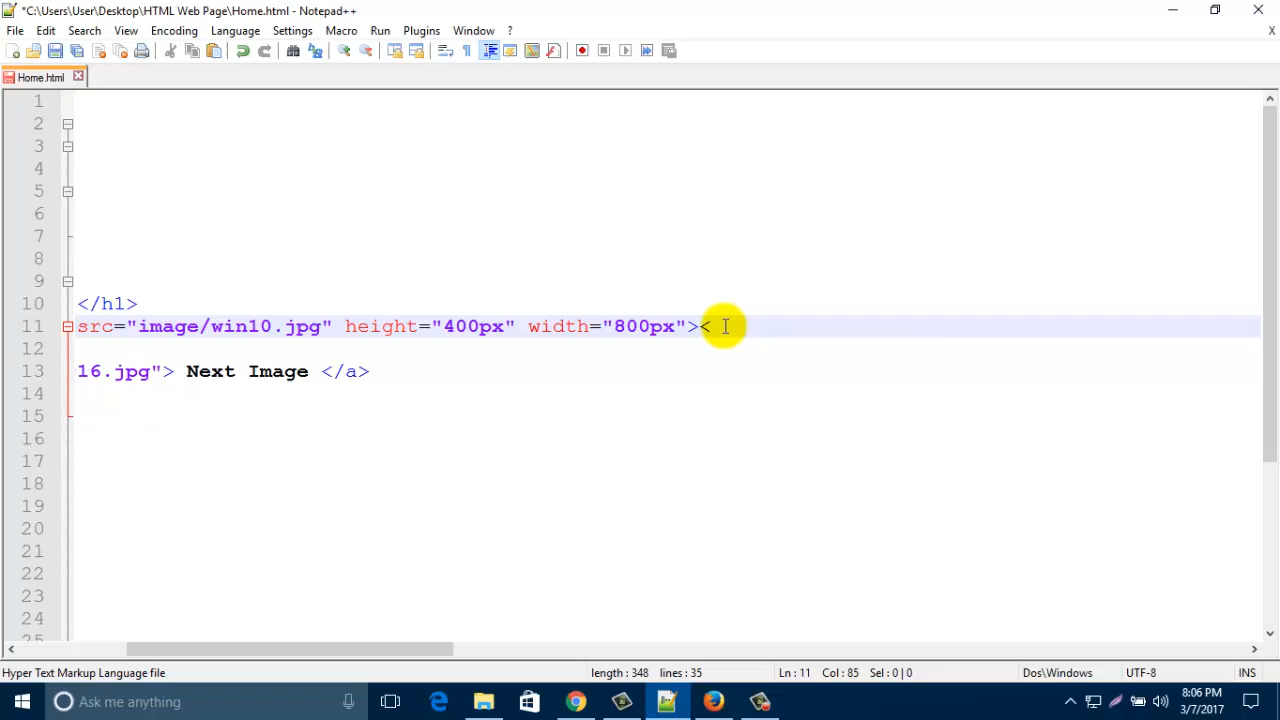 *C:\Users\User\Desktop\HTML Web Page\Home.html - Notepad++
File Edit Search View Encoding Language Settings Macro Run Plugins Window ? X
Home.html
1
2
3
4
5
6
7
8
9
10 </h1>
11 src="image/win10.jpg" height="400px" width="800px"><
12
13 16.jpg"> Next Image </a>
14
15
16
17
18
19
20
21
22
23
24
25
Hyper Text Markup Language file length : 348 lines : 35 Ln : 11 Col : 85 Sel : 0 | 0 Dos\Windows UTF-8 INS
Ask me anything
8:06 PM
3/7/2017